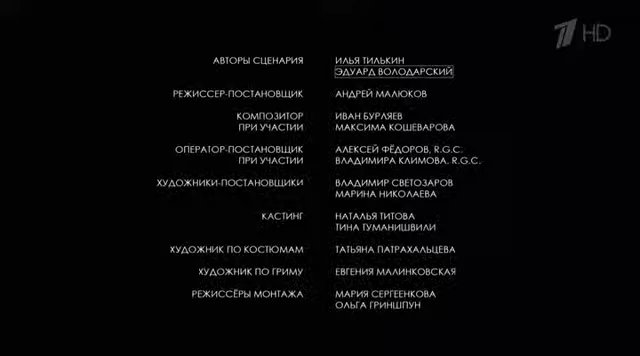 1 HD
АВТОРЫ СЦЕНАРИЯ ИЛЬЯ ТИЛЬКИН
ЭДУАРД ВОЛОДАРСКИЙ
РЕЖИССЕР-ПОСТАНОВЩИК АНДРЕЙ МАЛЮКОВ
КОМПОЗИТОР ИВАН БУРЛЯЕВ
ПРИ УЧАСТИИ МАКСИМА КОШЕВАРОВА
ОПЕРАТОР-ПОСТАНОВЩИК АЛЕКСЕЙ ФЁДОРОВ, R.G.C.
ПРИ УЧАСТИИ ВЛАДИМИРА КЛИМОВА, R.G.C.
ХУДОЖНИКИ-ПОСТАНОВЩИКИ ВЛАДИМИР СВЕТОЗАРОВ
МАРИНА НИКОЛАЕВА
КАСТИНГ НАТАЛЬЯ ТИТОВА
ТИНА ТУМАНИШВИЛИ
ХУДОЖНИК ПО КОСТЮМАМ ТАТЬЯНА ПАТРАХАЛЬЦЕВА
ХУДОЖНИК ПО ГРИМУ ЕВГЕНИЯ МАЛИНКОВСКАЯ
РЕЖИССЁРЫ МОНТАЖА МАРИЯ СЕРГЕЕНКОВА
ОЛЬГА ГРИНШПУН